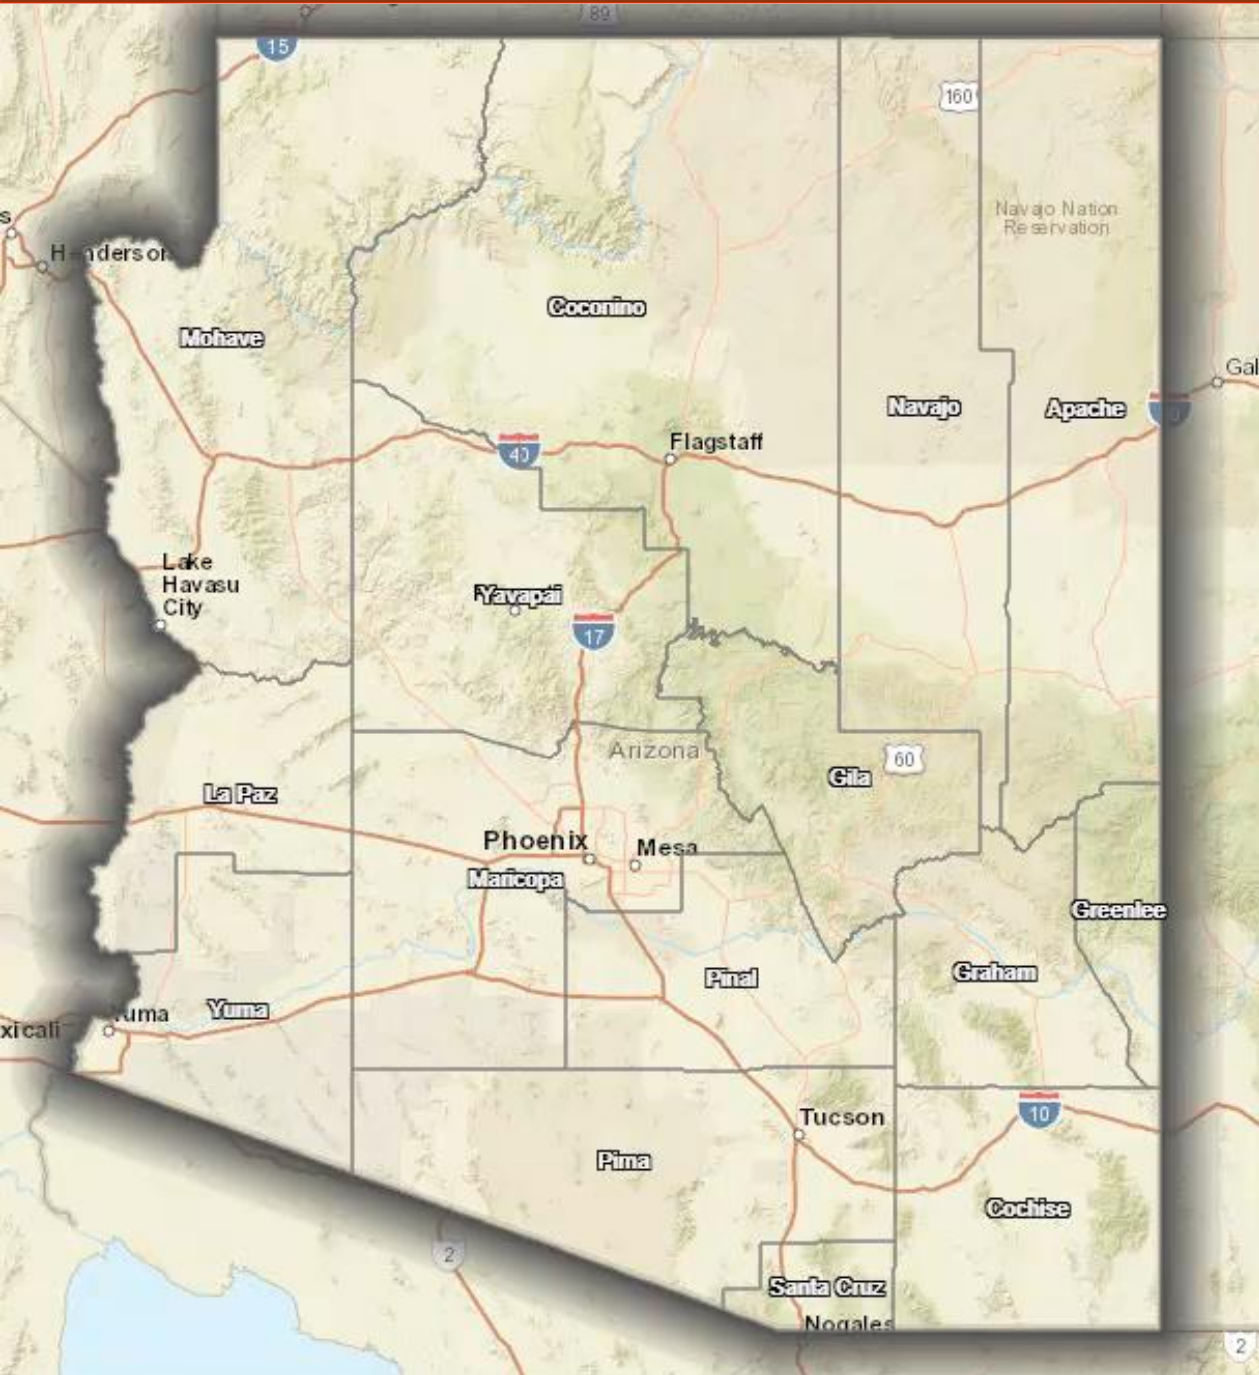 89
15
160
Navajo Nation
Reservation
s
Henderson
Coconino
Mohave
Gal
Navajo
Apache
40
Flagstaff
Lake
Havasu
City
Yavapai
17
Arizona
60
Gila
La Paz
Phoenix
Mesa
Maricopa
Greenlee
Graham
Pinal
Yuma
Yuma
xicali
10
Tucson
Pima
Cochise
2
Santa Cruz
Nogales
2